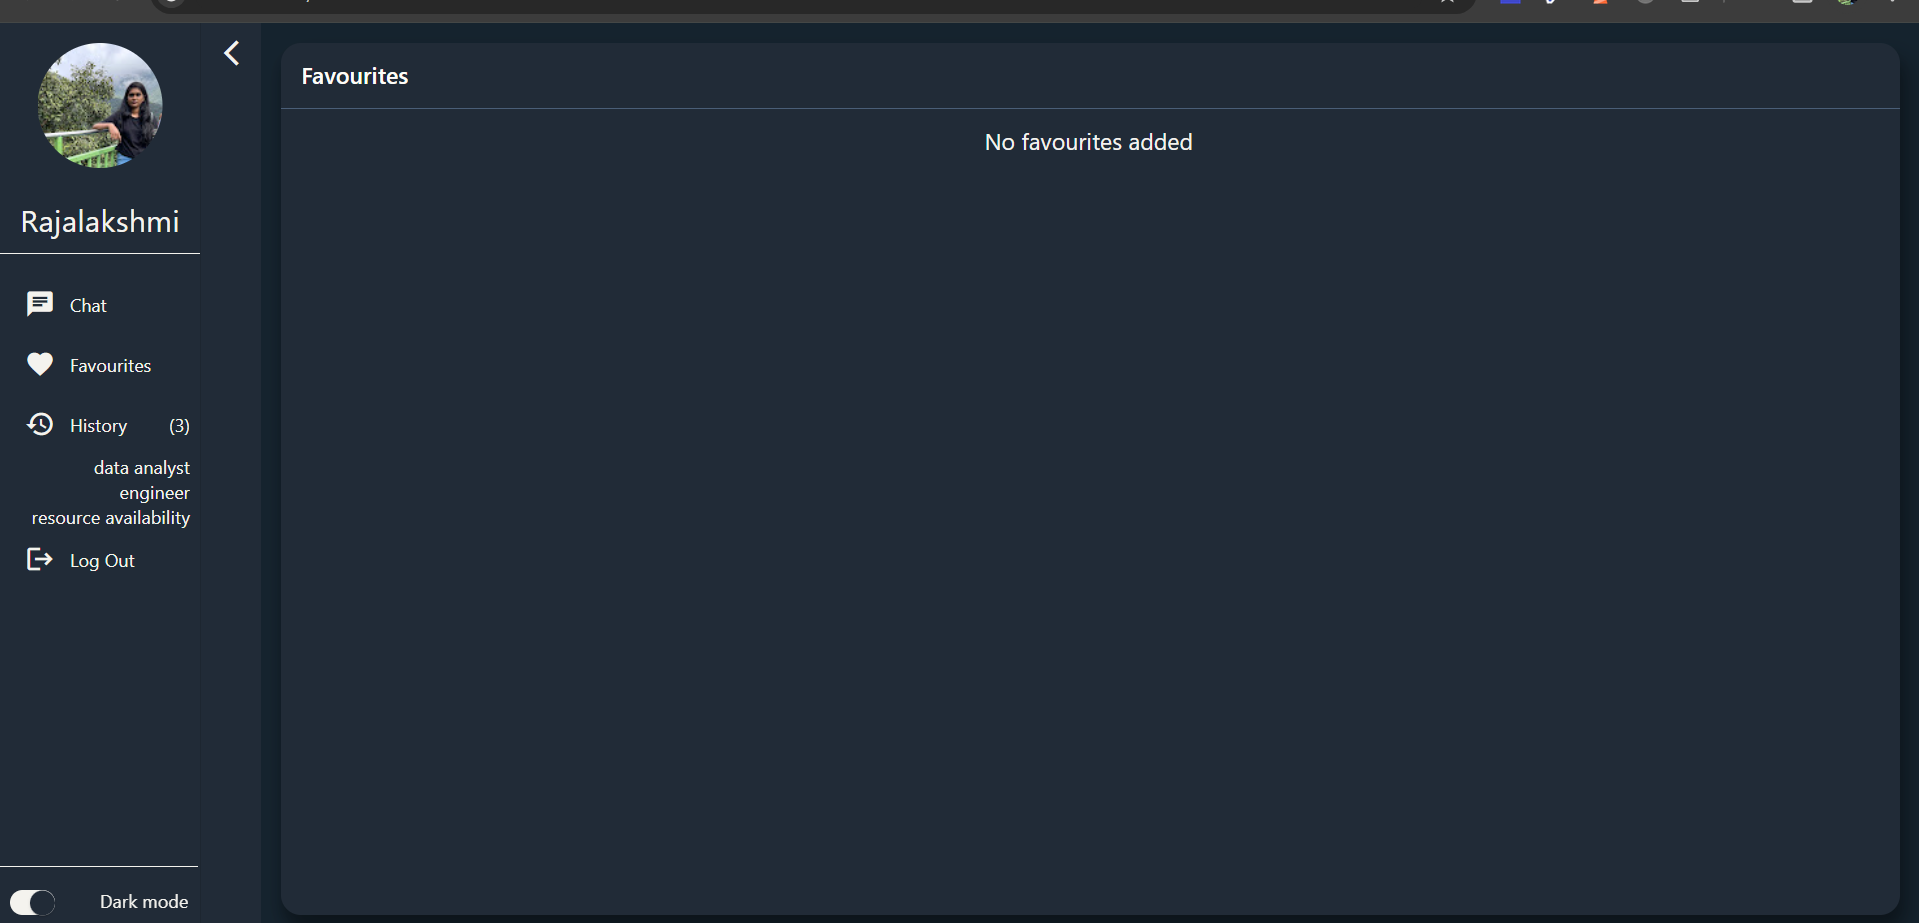 Rajalakshmi
Chat
Favourites
History (3)
data analyst
engineer
resource availability
Log Out
Dark mode
Favourites
No favourites added